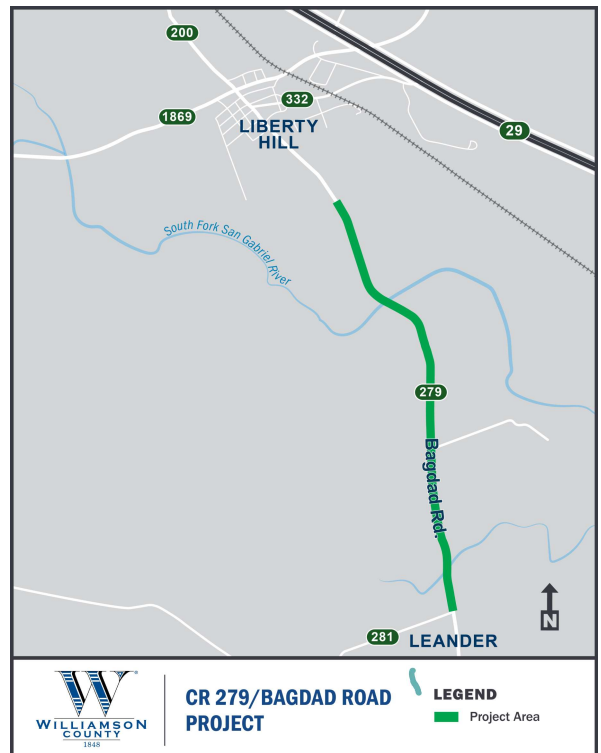 200
332
1869
LIBERTY
HILL
29
South Fork San Gabriel River
279
Bagdad Rd.
N
281
LEANDER
W
WILLIAMSON
COUNTY
1848
CR 279/BAGDAD ROAD
PROJECT
LEGEND
Project Area